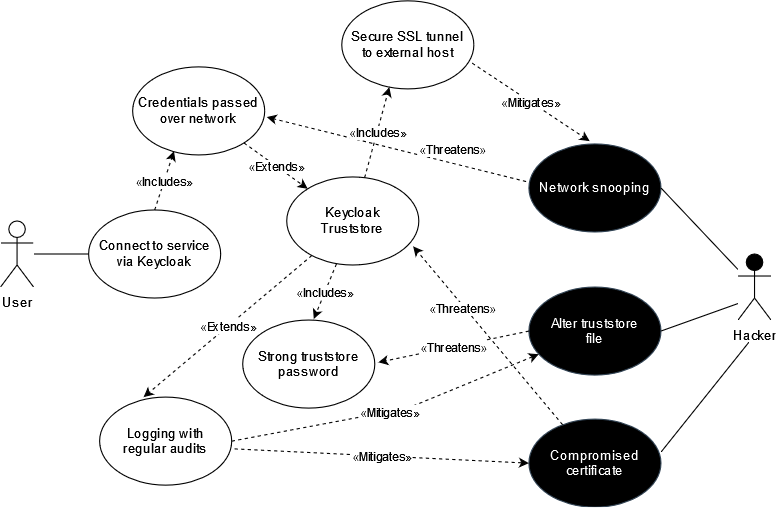 Secure SSL tunnel
to external host
Credentials passed
over network
«Mitigates»
«Includes»
«Threatens»
«Extends»
«Includes»
Network snooping
Keycloak
Truststore
Connect to service
via Keycloak
User
«Includes»
«Threatens»
«Extends»
Alter truststore
file
Hacker
«Threatens»
Strong truststore
password
«Mitigates»
Logging with
regular audits
«Mitigates»
Compromised
certificate